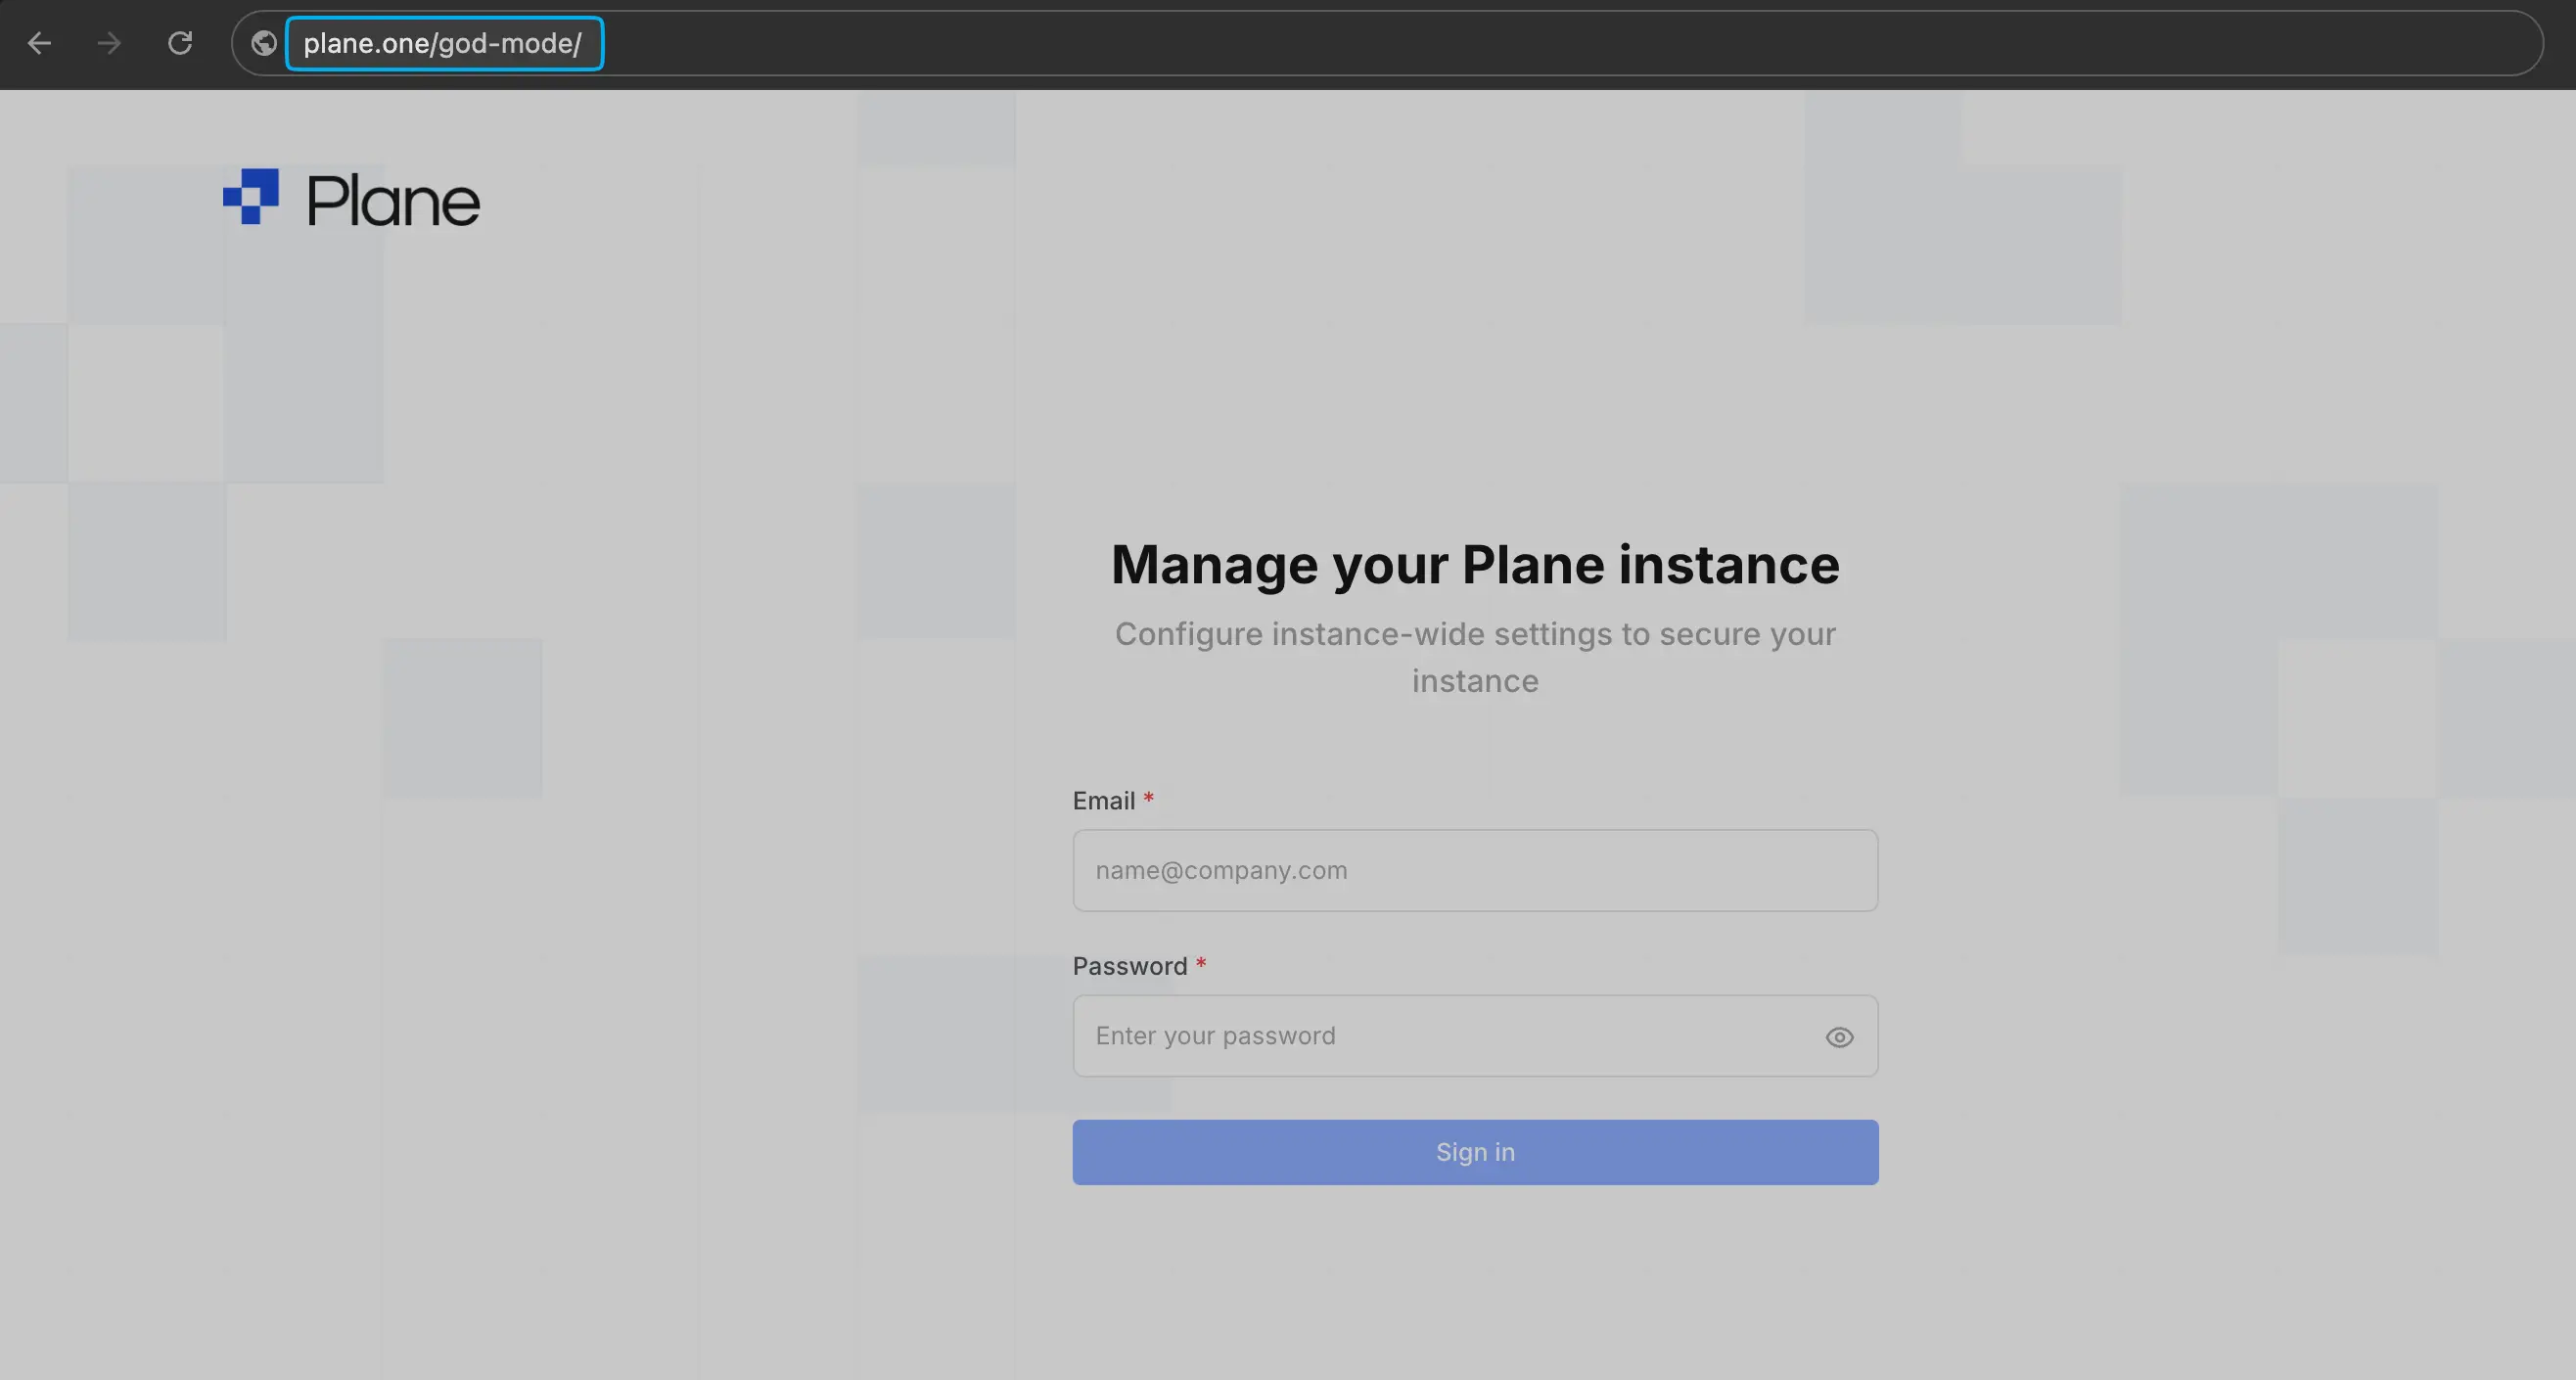 plane.one/god-mode/
Plane
Manage your Plane instance
Configure instance-wide settings to secure your
instance
Email *
name@company.com
Password *
Enter your password
Sign in